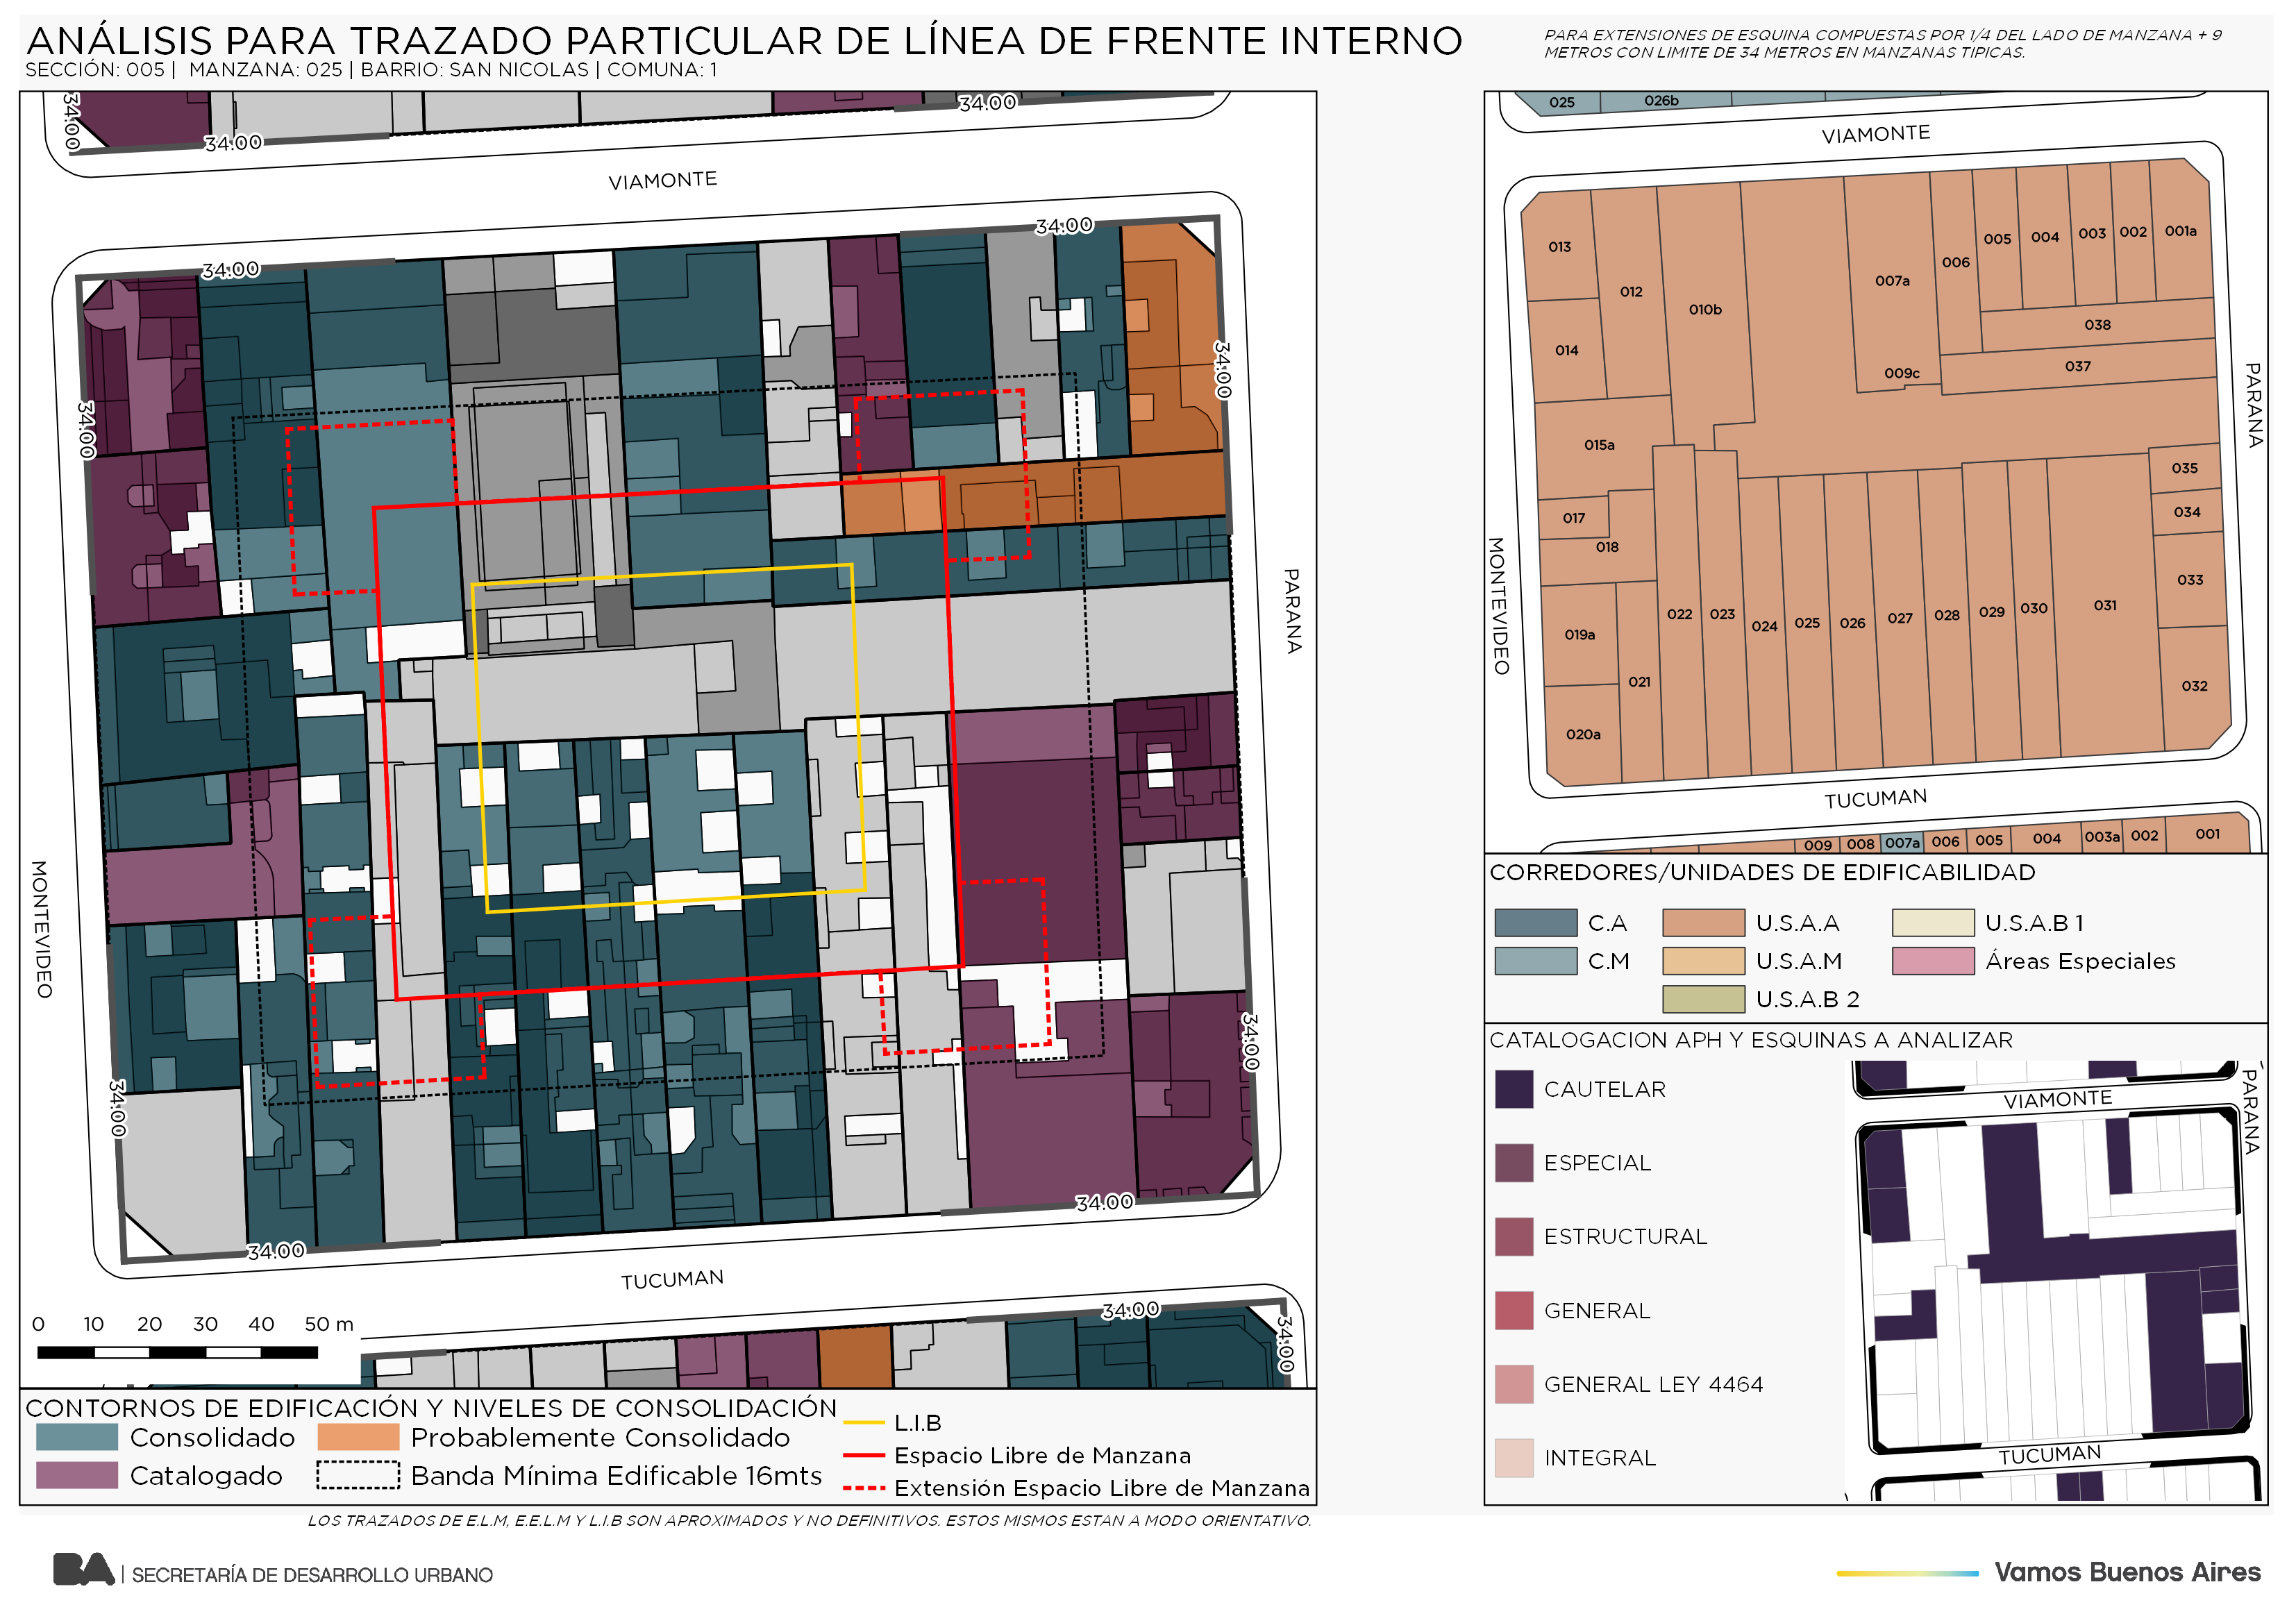 ANÁLISIS PARA TRAZADO PARTICULAR DE LÍNEA DE FRENTE INTERNO
SECCIÓN: 005 | MANZANA: 025 | BARRIO: SAN NICOLAS | COMUNA: 1
PARA EXTENSIONES DE ESQUINA COMPUESTAS POR 1/4 DEL LADO DE MANZANA + 9
METROS CON LIMITE DE 34 METROS EN MANZANAS TIPICAS.
34.00
34.00
34.00
VIAMONTE
34.00
34.00
34.00
34.00
PARANA
MONTEVIDEO
34.00
34.00
34.00
34.00
TUCUMAN
34.00
34.00
0 10 20 30 40 50 m
CONTORNOS DE EDIFICACIÓN Y NIVELES DE CONSOLIDACIÓN
Consolidado
Probablemente Consolidado
Catalogado
Banda Mínima Edificable 16mts
L.I.B
Espacio Libre de Manzana
Extensión Espacio Libre de Manzana
LOS TRAZADOS DE E.L.M, E.E.L.M Y L.I.B SON APROXIMADOS Y NO DEFINITIVOS. ESTOS MISMOS ESTAN A MODO ORIENTATIVO.
025
026b
VIAMONTE
013
012
010b
007a
006
005
004
003
002
001a
014
038
037
009c
015a
017
018
035
034
033
032
019a
021
022
023
024
025
026
027
028
029
030
031
020a
MONTEVIDEO
PARANA
TUCUMAN
009
008
007a
006
005
004
003a
002
001
CORREDORES/UNIDADES DE EDIFICABILIDAD
C.A
U.S.A.A
U.S.A.B 1
C.M
U.S.A.M
Áreas Especiales
U.S.A.B 2
CATALOGACION APH Y ESQUINAS A ANALIZAR
CAUTELAR
ESPECIAL
ESTRUCTURAL
GENERAL
GENERAL LEY 4464
INTEGRAL
VIAMONTE
PARANA
TUCUMAN
BA | SECRETARÍA DE DESARROLLO URBANO
Vamos Buenos Aires